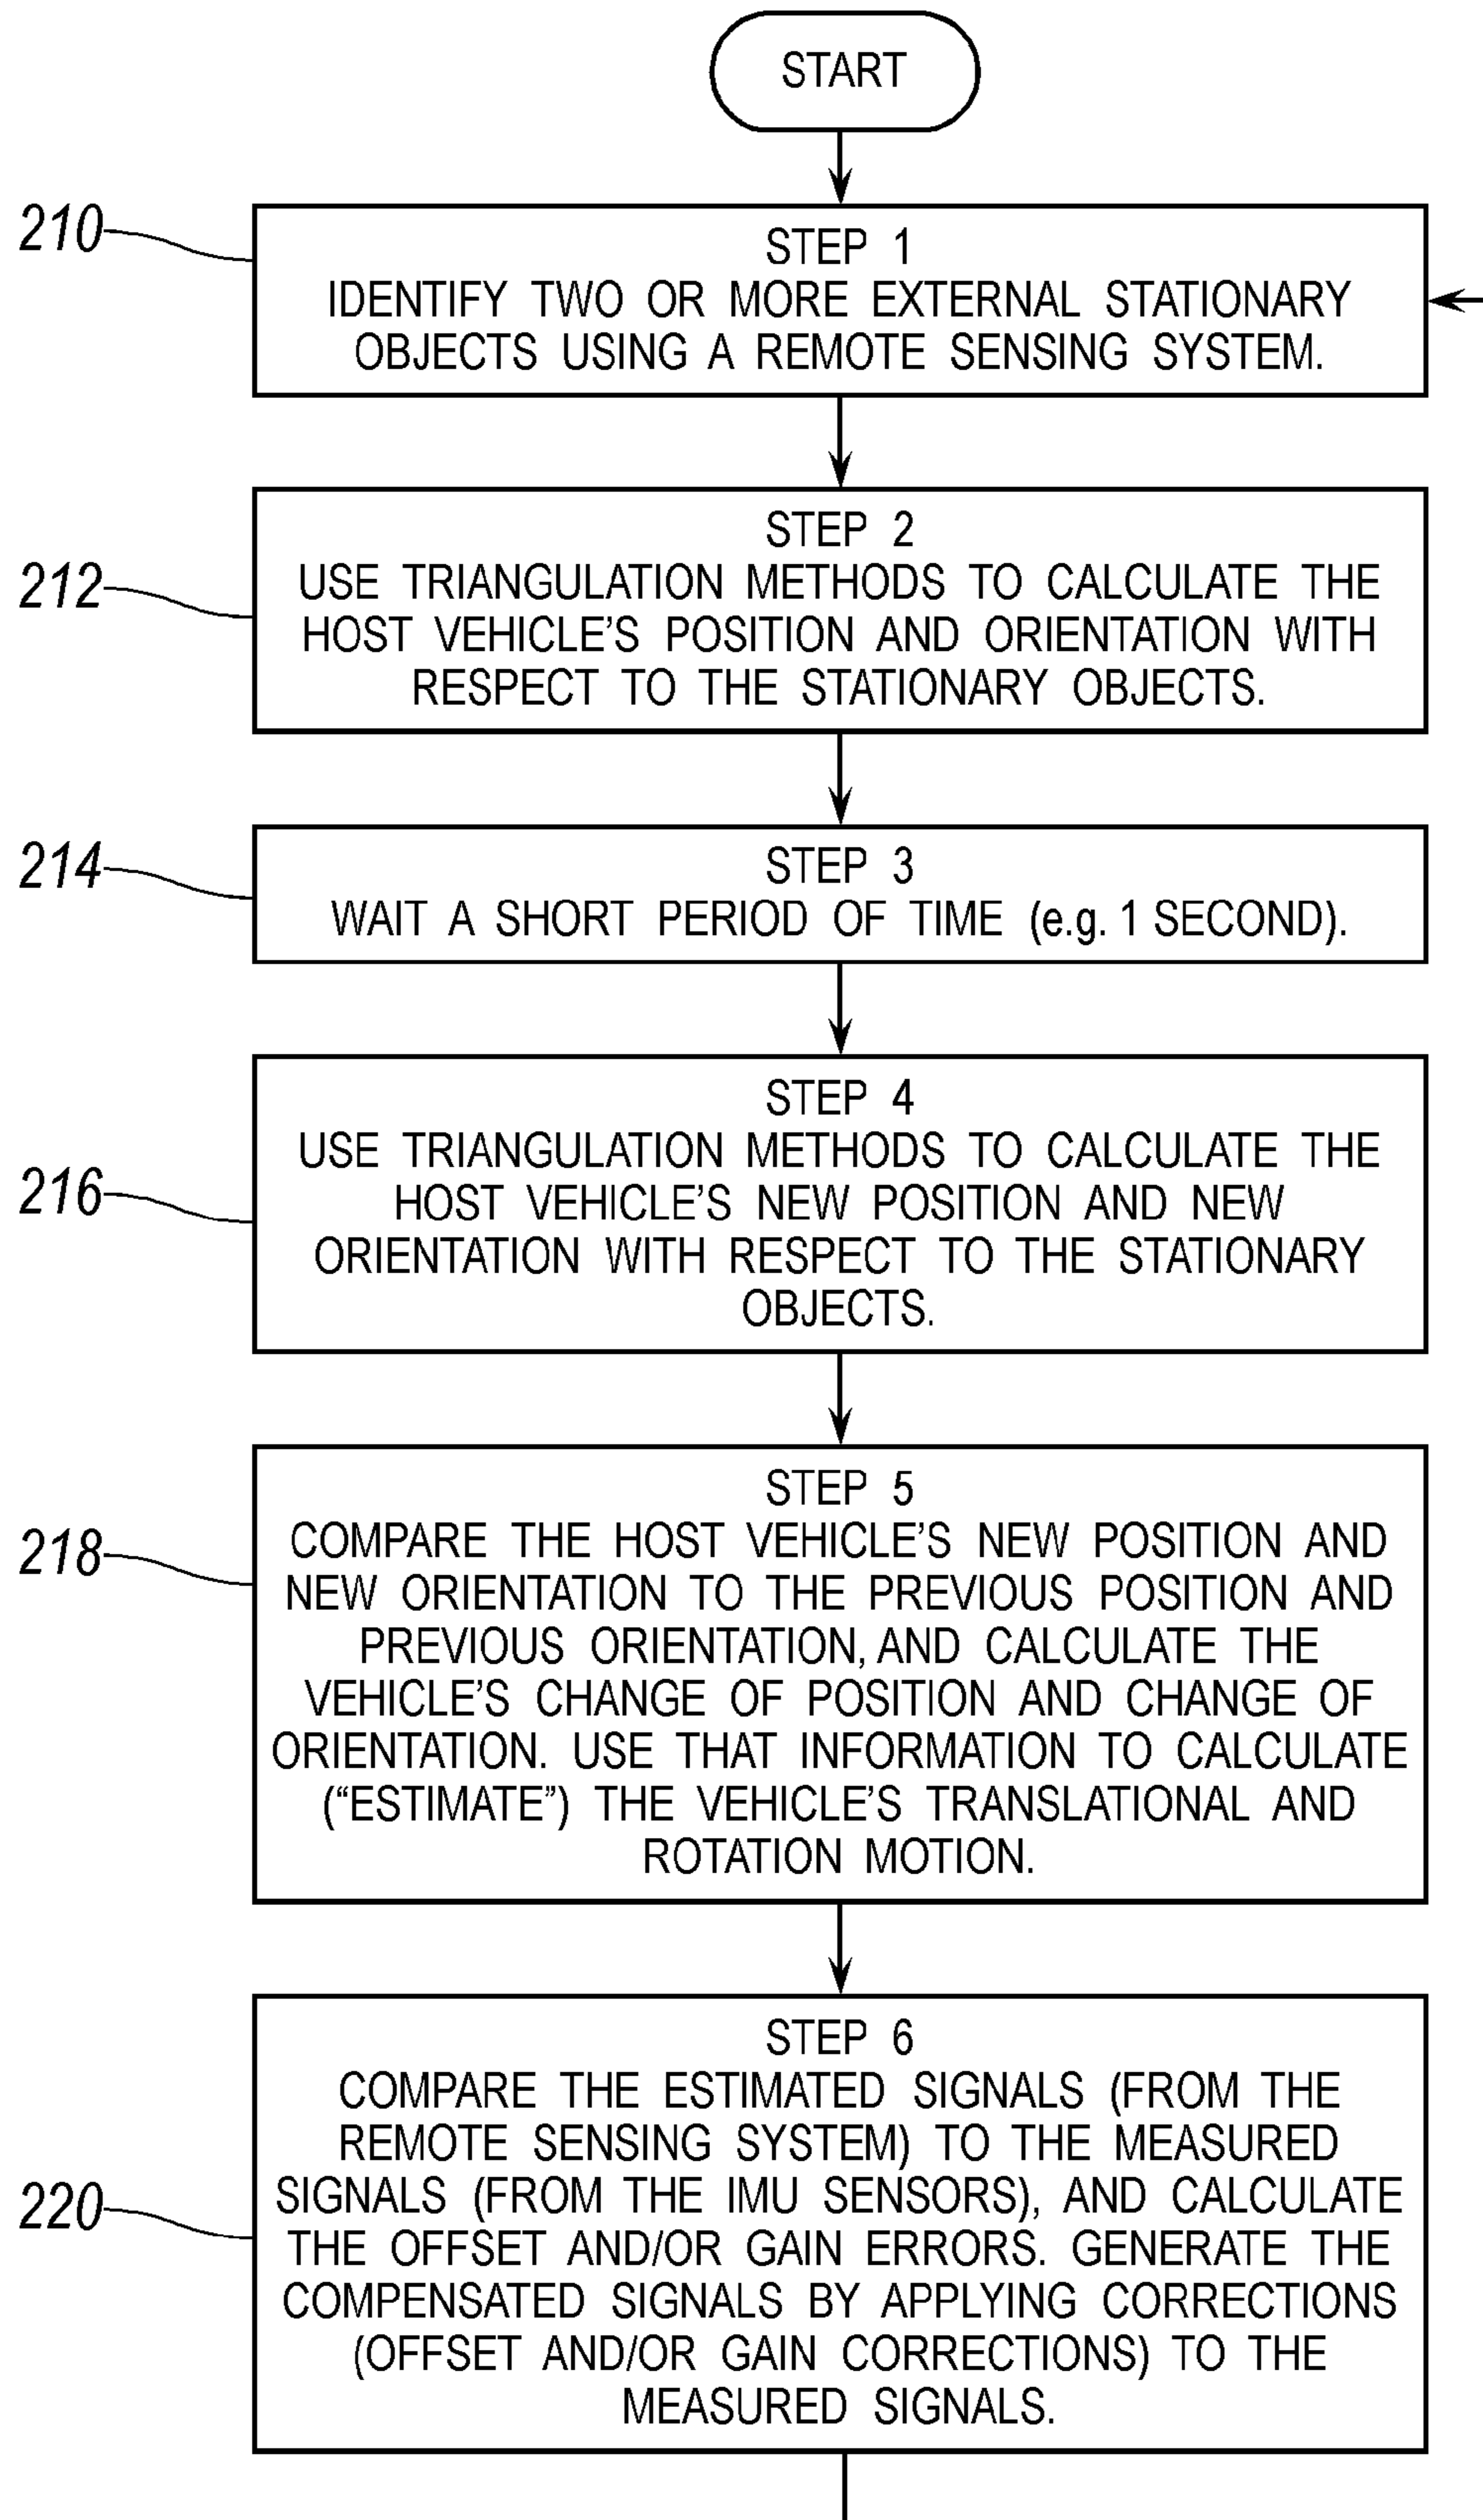 START
210
STEP 1
IDENTIFY TWO OR MORE EXTERNAL STATIONARY
OBJECTS USING A REMOTE SENSING SYSTEM.
212
STEP 2
USE TRIANGULATION METHODS TO CALCULATE THE
HOST VEHICLE’S POSITION AND ORIENTATION WITH
RESPECT TO THE STATIONARY OBJECTS.
214
STEP 3
WAIT A SHORT PERIOD OF TIME (e.g. 1 SECOND).
216
STEP 4
USE TRIANGULATION METHODS TO CALCULATE THE
HOST VEHICLE’S NEW POSITION AND NEW
ORIENTATION WITH RESPECT TO THE STATIONARY
OBJECTS.
218
STEP 5
COMPARE THE HOST VEHICLE’S NEW POSITION AND
NEW ORIENTATION TO THE PREVIOUS POSITION AND
PREVIOUS ORIENTATION, AND CALCULATE THE
VEHICLE’S CHANGE OF POSITION AND CHANGE OF
ORIENTATION. USE THAT INFORMATION TO CALCULATE
(“ESTIMATE”) THE VEHICLE’S TRANSLATIONAL AND
ROTATION MOTION.
220
STEP 6
COMPARE THE ESTIMATED SIGNALS (FROM THE
REMOTE SENSING SYSTEM) TO THE MEASURED
SIGNALS (FROM THE IMU SENSORS), AND CALCULATE
THE OFFSET AND/OR GAIN ERRORS. GENERATE THE
COMPENSATED SIGNALS BY APPLYING CORRECTIONS
(OFFSET AND/OR GAIN CORRECTIONS) TO THE
MEASURED SIGNALS.